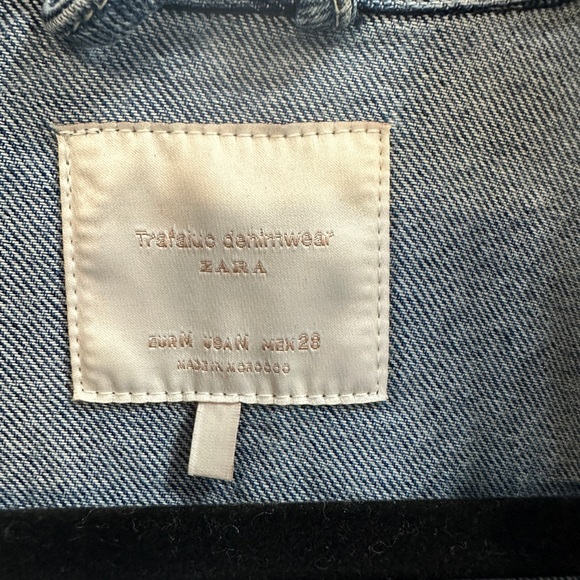 Trafaluc denimwear
ZARA
EUR M USA M MEX 28
MADE IN MOROCCO